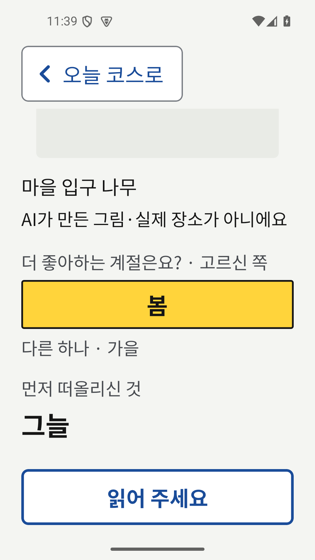 11:39
오늘 코스로
마을 입구 나무
AI가 만든 그림·실제 장소가 아니에요
더 좋아하는 계절은요? · 고르신 쪽
봄
다른 하나 · 가을
먼저 떠올리신 것
그늘
읽어 주세요